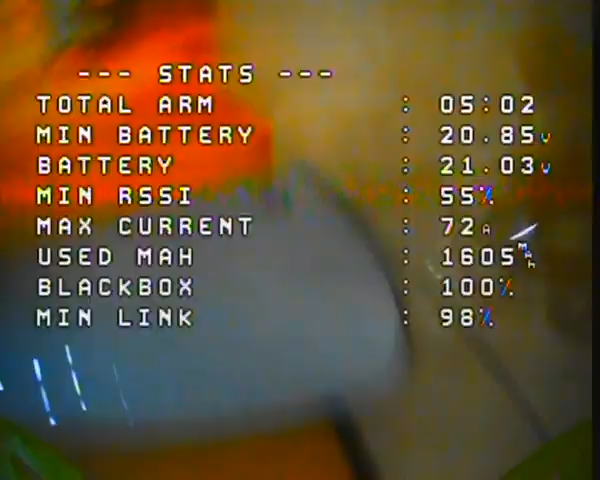 --- STATS ---
TOTAL ARM : 05:02
MIN BATTERY : 20.85V
BATTERY : 21.03V
MIN RSSI : 55%
MAX CURRENT : 72A
USED MAH : 1605MAH
BLACKBOX : 100%
MIN LINK : 98%